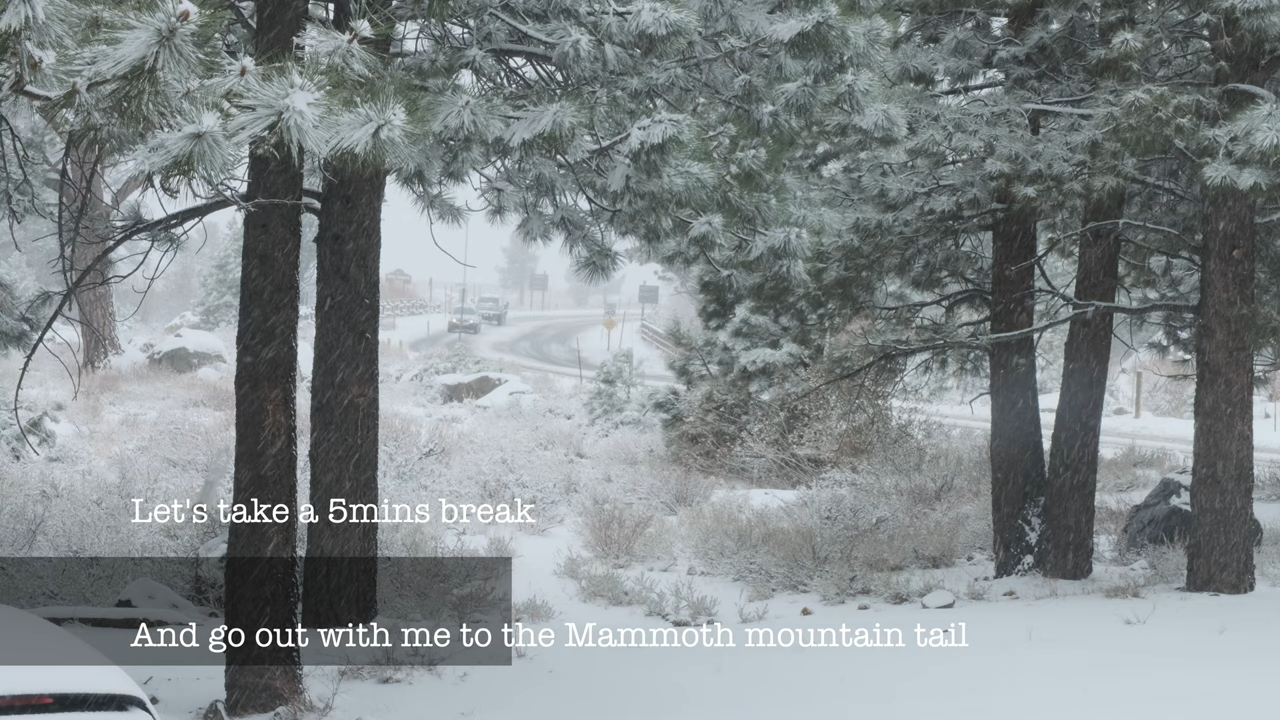 Let's take a 5mins break
And go out with me to the Mammoth mountain tail